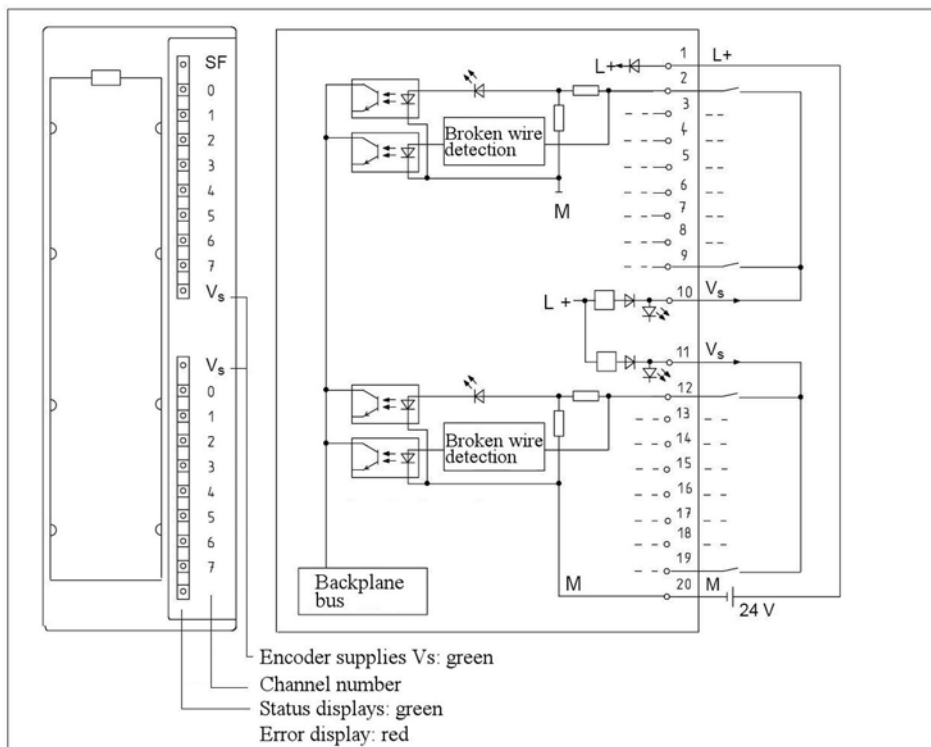 SF
0
1
2
3
4
5
6
7
Vs
Vs
0
1
2
3
4
5
6
7
L+
1
L+
2
3
4
5
6
7
8
9
Broken wire
detection
M
L +
10
Vs
11
Vs
12
13
14
15
16
17
18
19
Broken wire
detection
Backplane
bus
M
20
M
24 V
Encoder supplies Vs: green
Channel number
Status displays: green
Error display: red